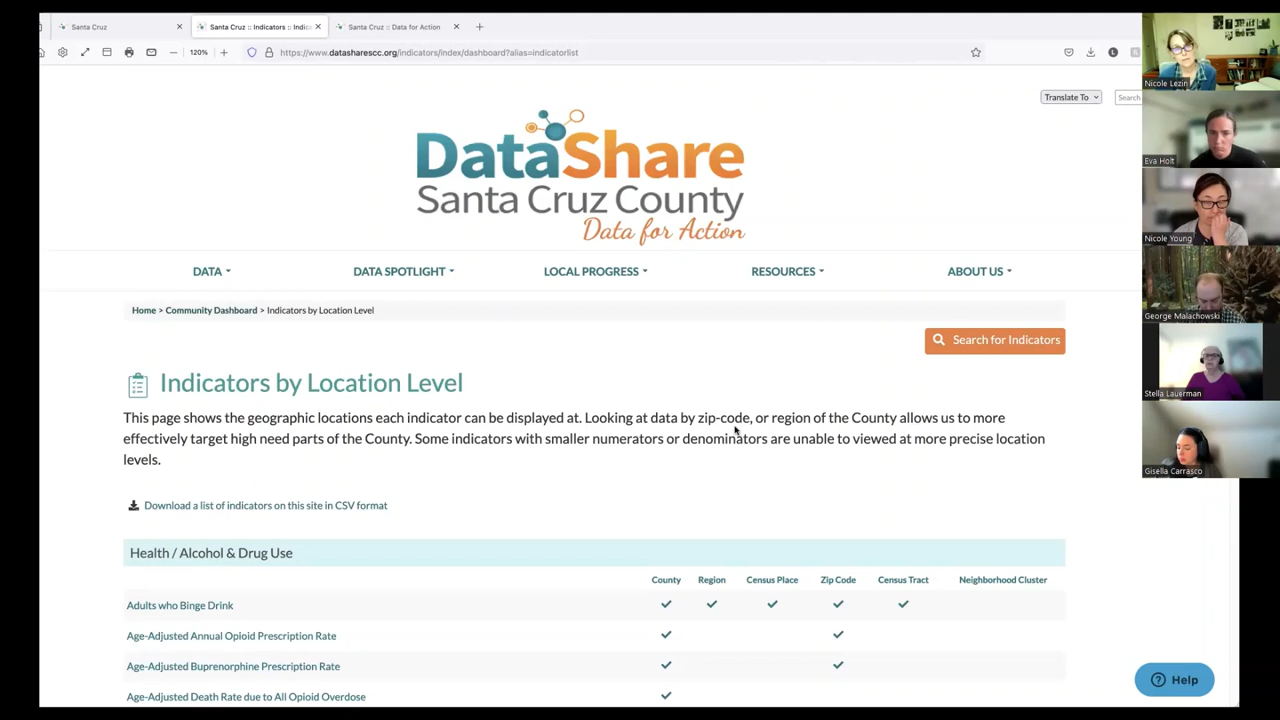 Santa Cruz
Santa Cruz :: Indicators :: Indic
Santa Cruz :: Data for Action
120%
https://www.datasharescc.org/indicators/index/dashboard?alias=indicatorlist
Translate To
Search
DataShare
Santa Cruz County
Data for Action
DATA
DATA SPOTLIGHT
LOCAL PROGRESS
RESOURCES
ABOUT US
Home > Community Dashboard > Indicators by Location Level
Search for Indicators
Indicators by Location Level
This page shows the geographic locations each indicator can be displayed at. Looking at data by zip-code, or region of the County allows us to more
effectively target high need parts of the County. Some indicators with smaller numerators or denominators are unable to viewed at more precise location
levels.
Download a list of indicators on this site in CSV format
Health / Alcohol & Drug Use
County Region Census Place Zip Code Census Tract Neighborhood Cluster
Adults who Binge Drink
Age-Adjusted Annual Opioid Prescription Rate
Age-Adjusted Buprenorphine Prescription Rate
Age-Adjusted Death Rate due to All Opioid Overdose
Help
Nicole Lezin
Eva Holt
Nicole Young
George Malachowski
Stella Lauerman
Gisella Carrasco